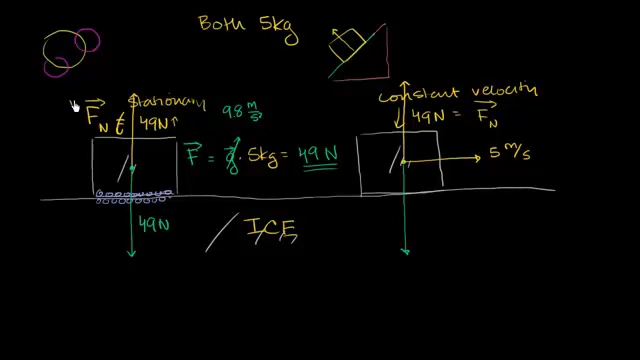 Both 5kg
stationary
F_N
49N↑
9.8 m/s²
F = g · 5kg = 49 N
49N
ICE
constant velocity
49N = F_N
5 m/s